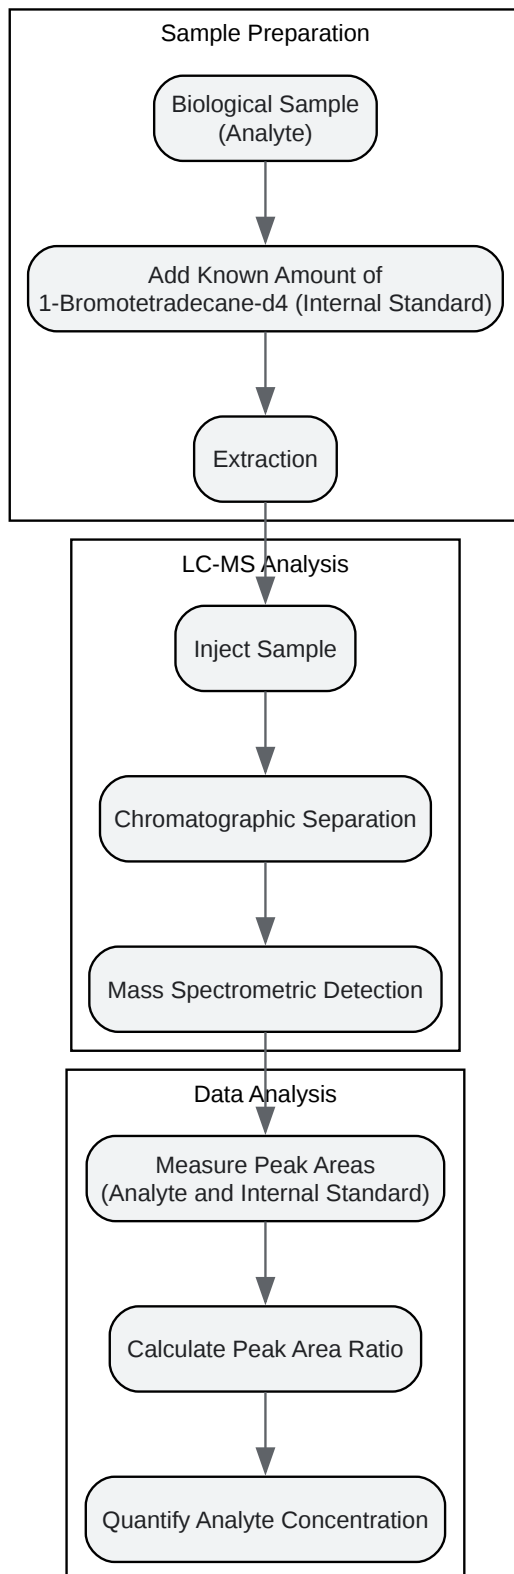 Sample Preparation
Biological Sample
(Analyte)
Add Known Amount of
1-Bromotetradecane-d4 (Internal Standard)
Extraction
LC-MS Analysis
Inject Sample
Chromatographic Separation
Mass Spectrometric Detection
Data Analysis
Measure Peak Areas
(Analyte and Internal Standard)
Calculate Peak Area Ratio
Quantify Analyte Concentration